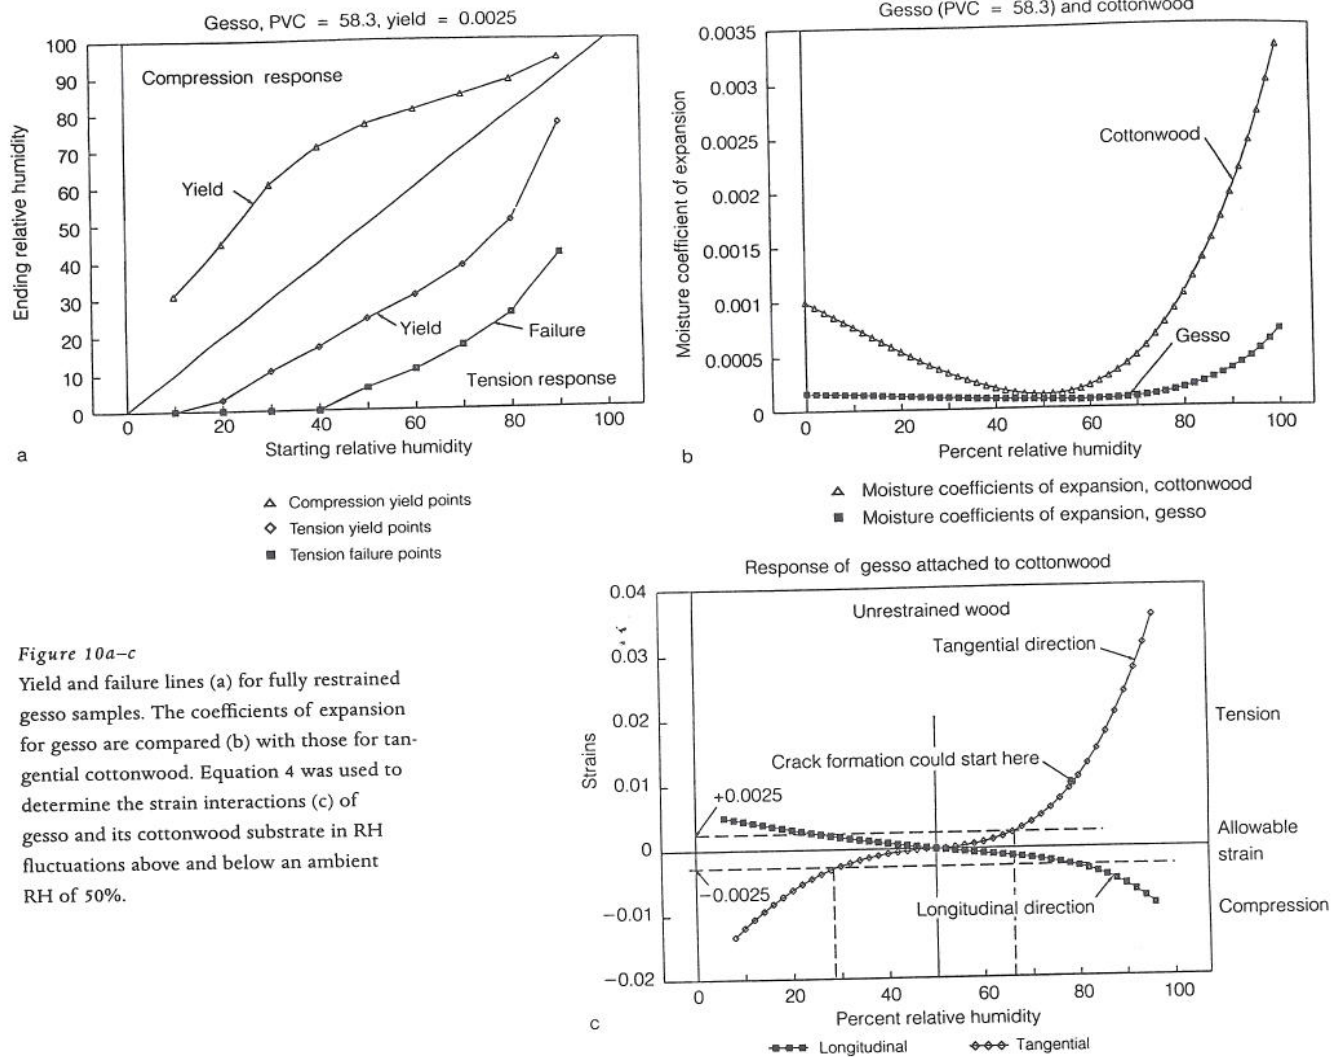 Gesso, PVC = 58.3, yield = 0.0025
100
90
80
70
60
50
40
30
20
10
0
Ending relative humidity
Compression response
Yield
Yield
Failure
Tension response
0
20
40
60
80
100
Starting relative humidity
a
Compression yield points
Tension yield points
Tension failure points
Gesso (PVC = 58.3) and cottonwood
0.0035
0.003
0.0025
0.002
0.0015
0.001
0.0005
0
Moisture coefficient of expansion
Cottonwood
Gesso
0
20
40
60
80
100
Percent relative humidity
b
Moisture coefficients of expansion, cottonwood
Moisture coefficients of expansion, gesso
Figure 10a–c
Yield and failure lines (a) for fully restrained
gesso samples. The coefficients of expansion
for gesso are compared (b) with those for tan-
gential cottonwood. Equation 4 was used to
determine the strain interactions (c) of
gesso and its cottonwood substrate in RH
fluctuations above and below an ambient
RH of 50%.
Response of gesso attached to cottonwood
0.04
0.03
0.02
0.01
0
−0.01
−0.02
Strains
Unrestrained wood
Tangential direction
Crack formation could start here
+0.0025
−0.0025
Longitudinal direction
Tension
Allowable
strain
Compression
0
20
40
60
80
100
Percent relative humidity
c
Longitudinal
Tangential